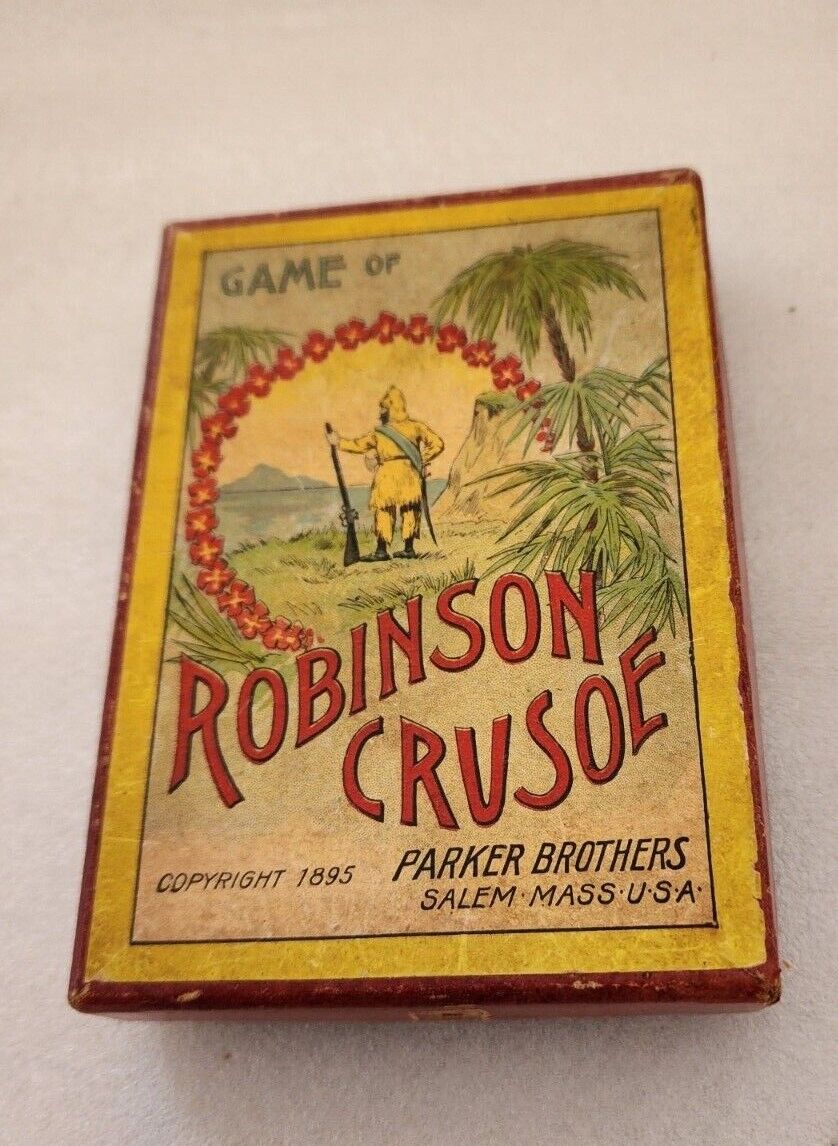 GAME OF
ROBINSON
CRUSOE
COPYRIGHT 1895
PARKER BROTHERS
SALEM·MASS·U·S·A·